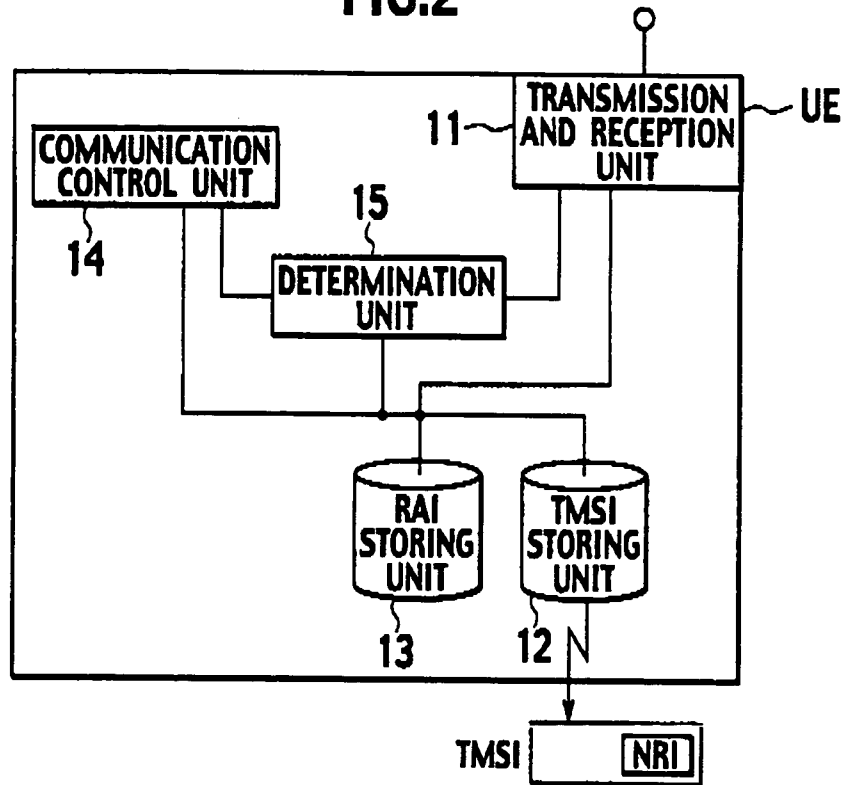 FIG.2
UE
11
TRANSMISSION
AND RECEPTION
UNIT
COMMUNICATION
CONTROL UNIT
14
15
DETERMINATION
UNIT
RAI
STORING
UNIT
13
TMSI
STORING
UNIT
12
TMSI
NRI